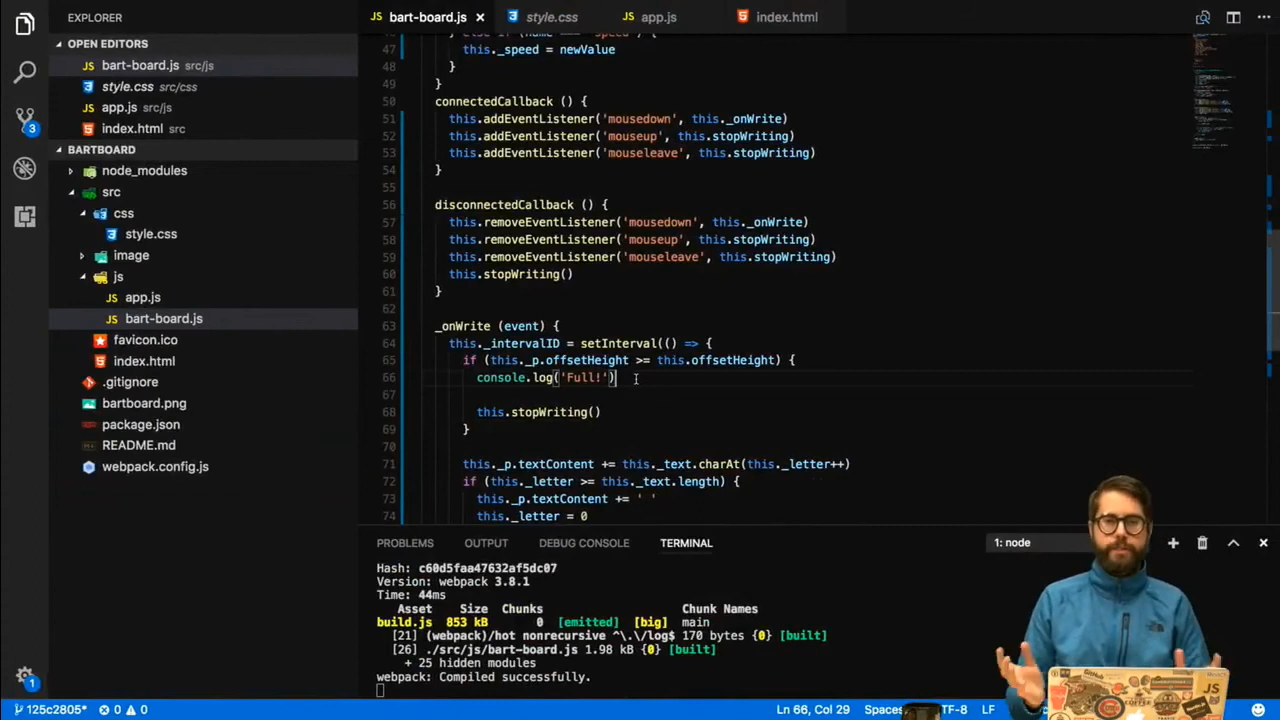 EXPLORER
OPEN EDITORS
JS bart-board.js src/js
style.css src/css
JS app.js src/js
index.html src
BARTBOARD
node_modules
src
css
style.css
image
js
app.js
bart-board.js
favicon.ico
index.html
.gitignore
bartboard.png
package.json
README.md
webpack.config.js
JS bart-board.js × style.css JS app.js index.html
47 this._speed = newValue
48 }
49 }
50 connectedCallback () {
51 this.addEventListener('mousedown', this._onWrite)
52 this.addEventListener('mouseup', this.stopWriting)
53 this.addEventListener('mouseleave', this.stopWriting)
54 }
55
56 disconnectedCallback () {
57 this.removeEventListener('mousedown', this._onWrite)
58 this.removeEventListener('mouseup', this.stopWriting)
59 this.removeEventListener('mouseleave', this.stopWriting)
60 this.stopWriting()
61 }
62
63 _onWrite (event) {
64 this._intervalID = setInterval(() => {
65 if (this._p.offsetHeight >= this.offsetHeight) {
66 console.log('Full!')
67
68 this.stopWriting()
69 }
70
71 this._p.textContent += this._text.charAt(this._letter++)
72 if (this._letter >= this._text.length) {
73 this._p.textContent += ' '
74 this._letter = 0
PROBLEMS OUTPUT DEBUG CONSOLE TERMINAL 1: node
Hash: c60d5faa47632af5dc07
Version: webpack 3.8.1
Time: 44ms
Asset Size Chunks Chunk Names
build.js 853 kB 0 [emitted] [big] main
[21] (webpack)/hot nonrecursive ^\.\/log$ 170 bytes {0} [built]
[26] ./src/js/bart-board.js 1.98 kB {0} [built]
+ 25 hidden modules
webpack: Compiled successfully.
125c2805* 0 0 Ln 66, Col 29 Spaces TF-8 LF
3
1
JS